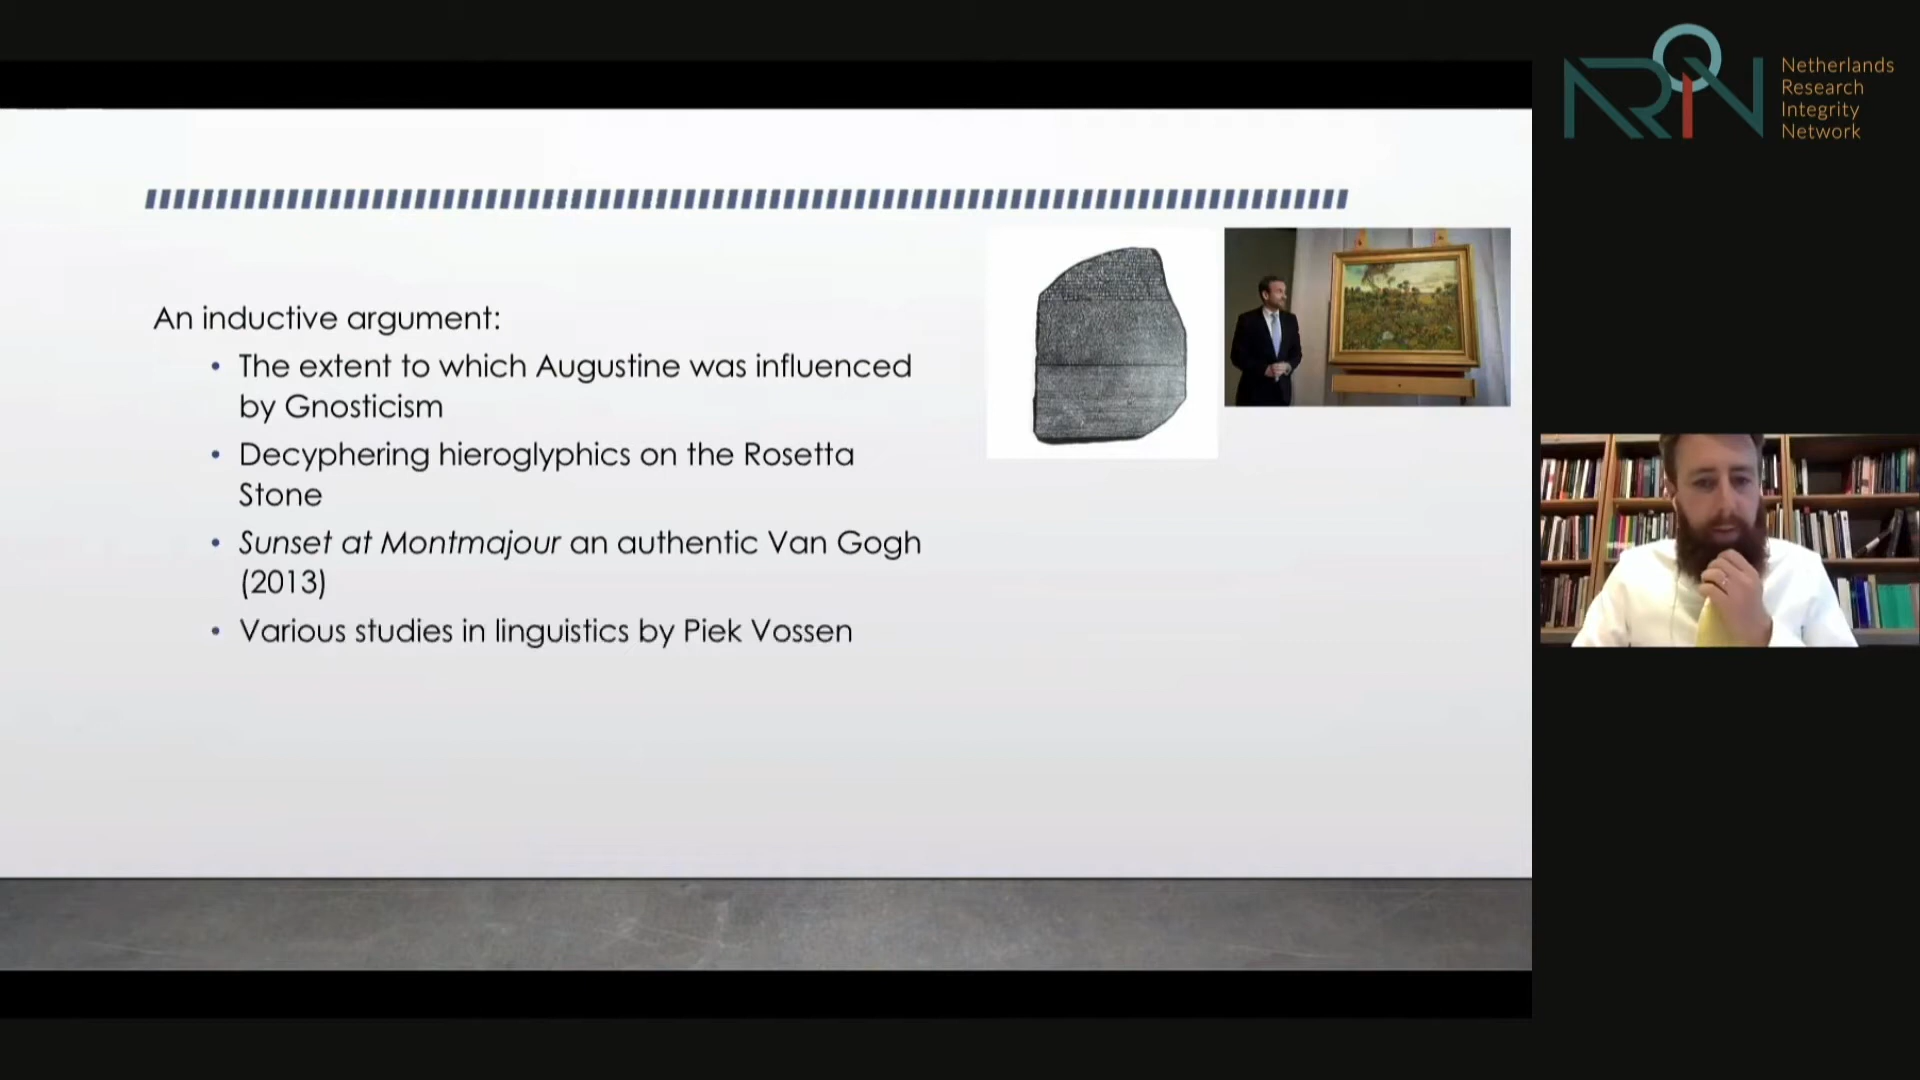 An inductive argument:
• The extent to which Augustine was influenced
by Gnosticism
• Decyphering hieroglyphics on the Rosetta
Stone
• Sunset at Montmajour an authentic Van Gogh
(2013)
• Various studies in linguistics by Piek Vossen
NRIN
Netherlands
Research
Integrity
Network